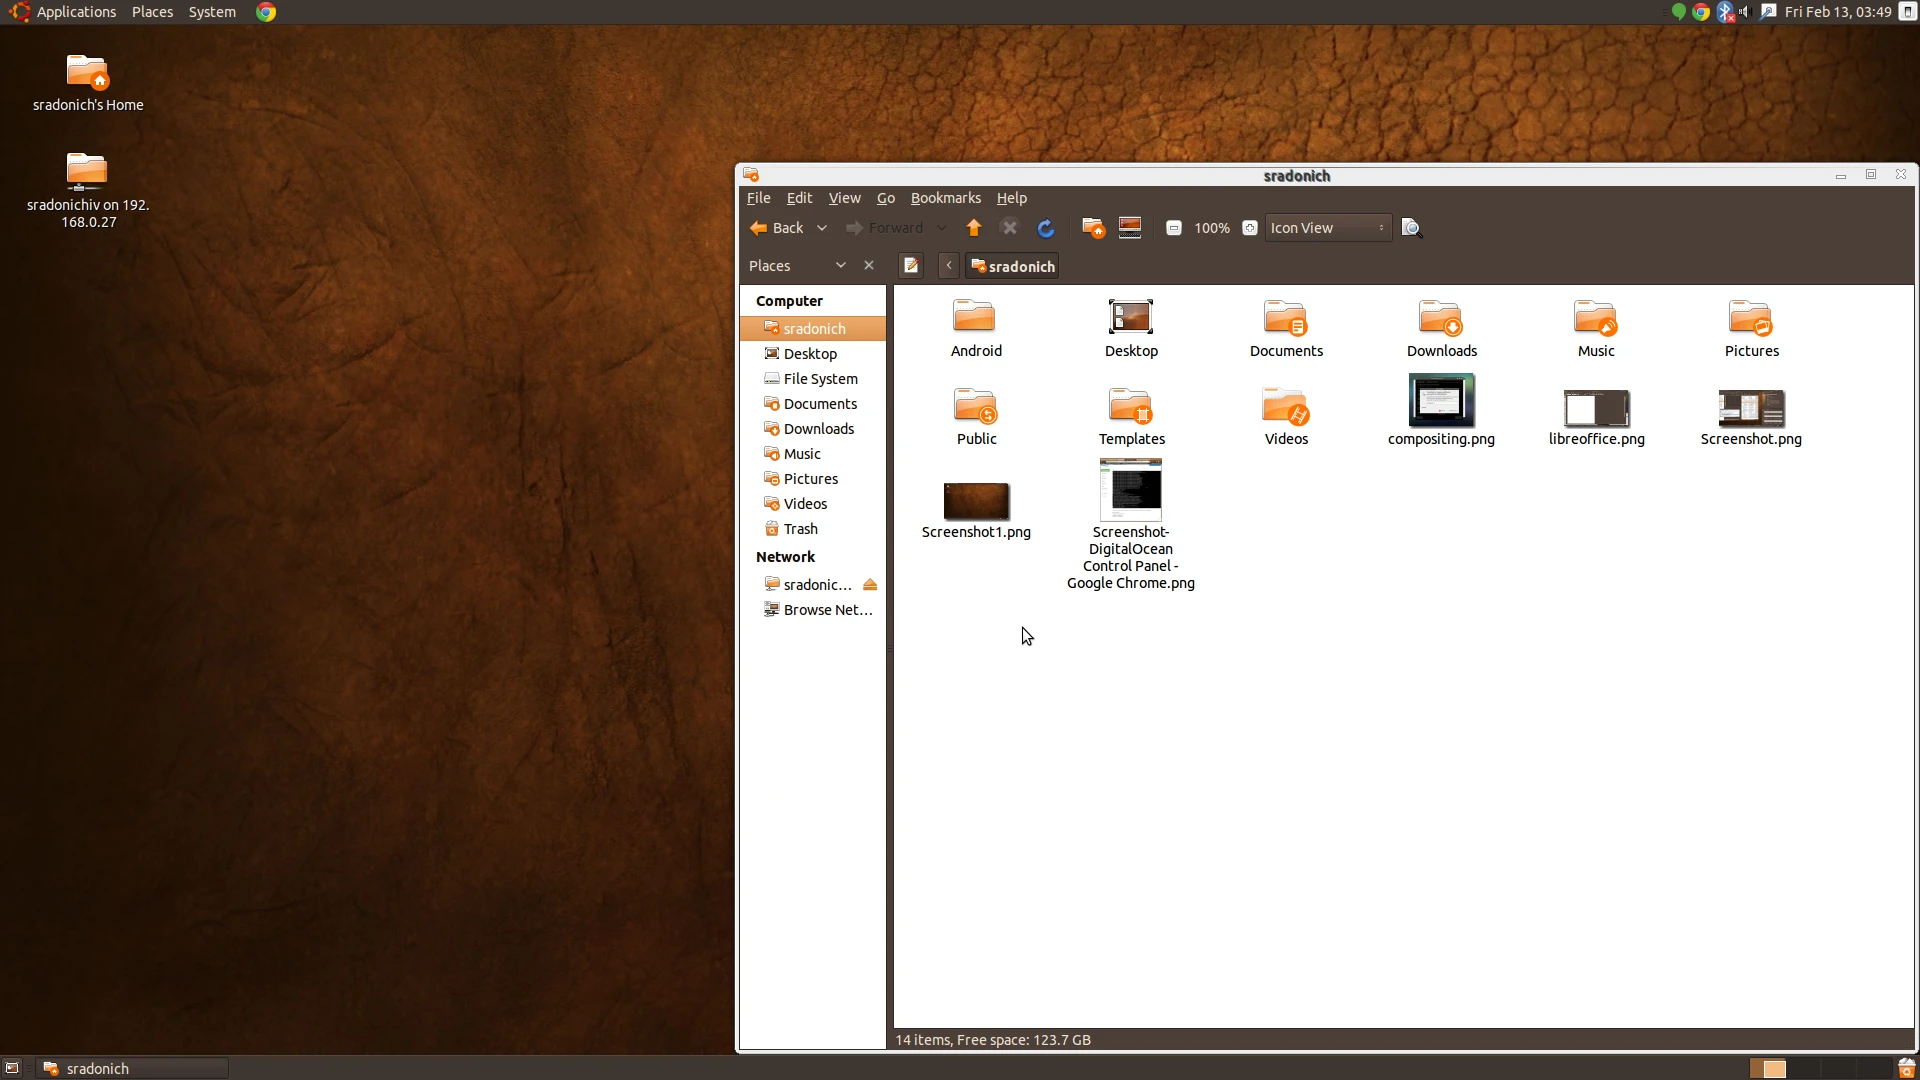 Applications Places System
Fri Feb 13, 03:49
sradonich's Home
sradonichiv on 192.
168.0.27
sradonich
File Edit View Go Bookmarks Help
Back Forward 100% Icon View
Places sradonich
Computer
sradonich
Desktop
File System
Documents
Downloads
Music
Pictures
Videos
Trash
Network
sradonic...
Browse Net...
Android Desktop Documents Downloads Music Pictures
Public Templates Videos compositing.png libreoffice.png Screenshot.png
Screenshot1.png
Screenshot-
DigitalOcean
Control Panel -
Google Chrome.png
14 items, Free space: 123.7 GB
sradonich